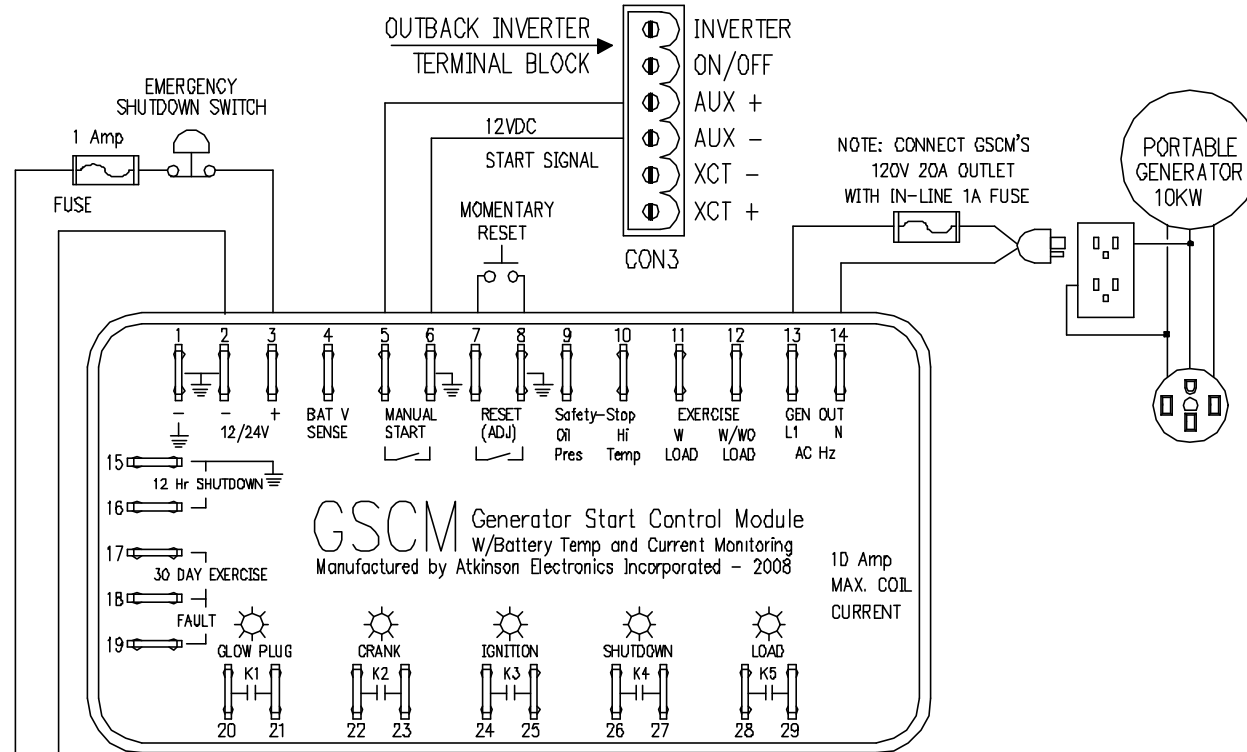 OUTBACK INVERTER
TERMINAL BLOCK
INVERTER
ON/OFF
AUX +
AUX -
XCT -
XCT +
CON3
EMERGENCY
SHUTDOWN SWITCH
1 Amp
FUSE
12VDC
START SIGNAL
MOMENTARY
RESET
NOTE: CONNECT GSCM'S
120V 20A OUTLET
WITH IN-LINE 1A FUSE
PORTABLE
GENERATOR
10KW
1 2 3 4 5 6 7 8 9 10 11 12 13 14
- - +
12/24V
BAT V
SENSE
MANUAL
START
RESET
(ADJ)
Safety-Stop
Oil
Pres
Hi
Temp
EXERCISE
W
LOAD
W/WO
LOAD
GEN OUT
L1 N
AC Hz
15
12 Hr SHUTDOWN
16
17
30 DAY EXERCISE
18
FAULT
19
GSCM Generator Start Control Module
W/Battery Temp and Current Monitoring
Manufactured by Atkinson Electronics Incorporated - 2008
10 Amp
MAX. COIL
CURRENT
GLOW PLUG
K1
20 21
CRANK
K2
22 23
IGNITION
K3
24 25
SHUTDOWN
K4
26 27
LOAD
K5
28 29